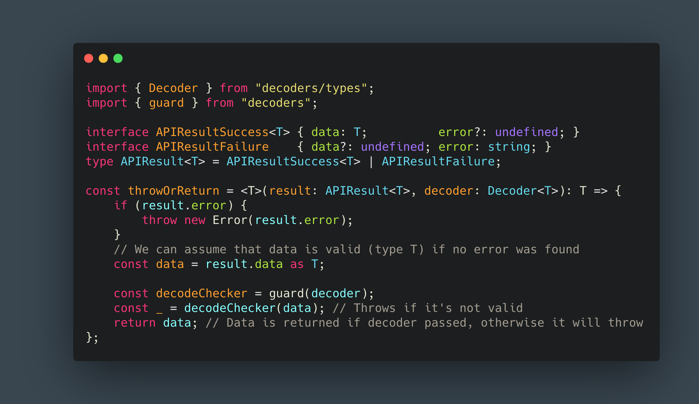 import { Decoder } from "decoders/types";
import { guard } from "decoders";

interface APIResultSuccess<T> { data: T;          error?: undefined; }
interface APIResultFailure    { data?: undefined; error: string; }
type APIResult<T> = APIResultSuccess<T> | APIResultFailure;

const throwOrReturn = <T>(result: APIResult<T>, decoder: Decoder<T>): T => {
    if (result.error) {
        throw new Error(result.error);
    }
    // We can assume that data is valid (type T) if no error was found
    const data = result.data as T;

    const decodeChecker = guard(decoder);
    const _ = decodeChecker(data); // Throws if it's not valid
    return data; // Data is returned if decoder passed, otherwise it will throw
};